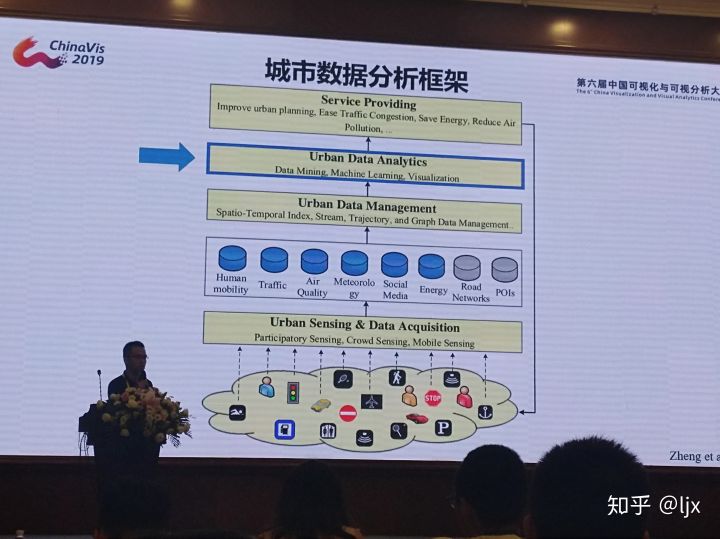 ChinaVis
2019
城市数据分析框架
第六届中国可视化与可视分析大
The 6th China Visualization and Visual Analytics Confere
Service Providing
Improve urban planning, Ease Traffic Congestion, Save Energy, Reduce Air
Pollution, ...
Urban Data Analytics
Data Mining, Machine Learning, Visualization
Urban Data Management
Spatio-Temporal Index, Stream, Trajectory, and Graph Data Management..
Human
mobility
Traffic
Air
Quality
Meteorolo
gy
Social
Media
Energy
Road
Networks
POIs
Urban Sensing & Data Acquisition
Participatory Sensing, Crowd Sensing, Mobile Sensing
STOP
P
Zheng et a
知乎 @ljx